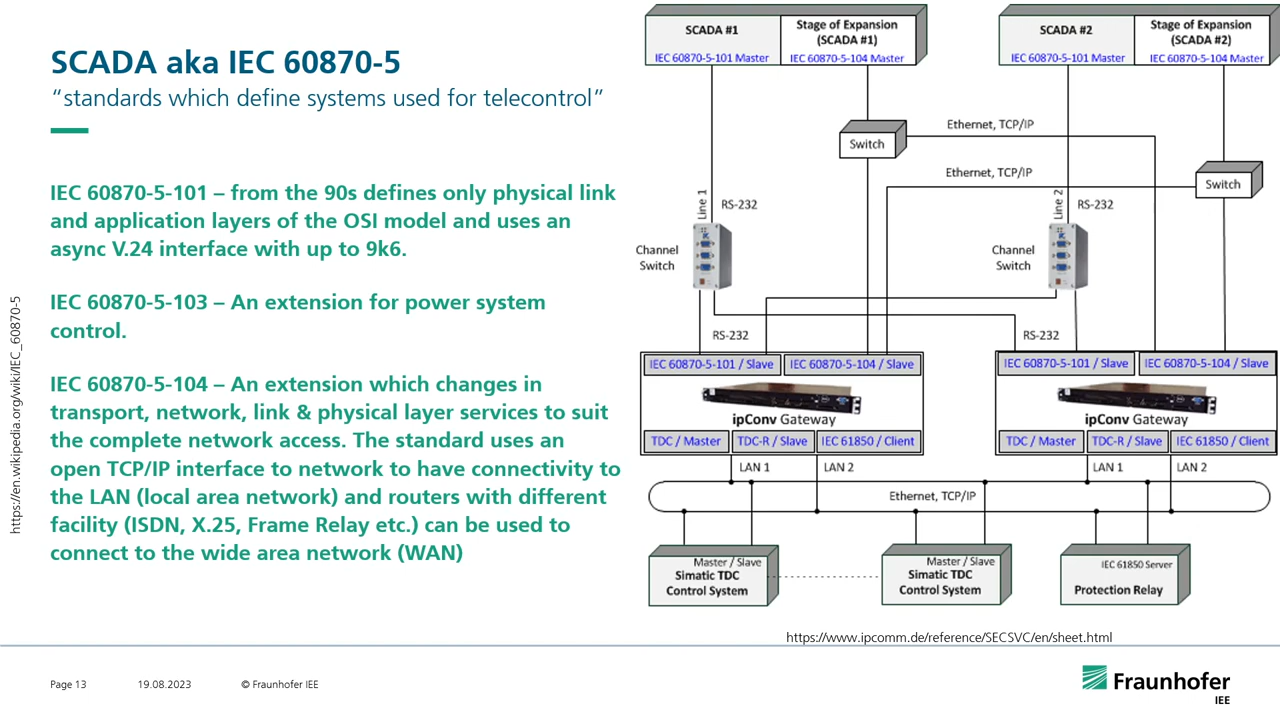 SCADA aka IEC 60870-5
“standards which define systems used for telecontrol”
IEC 60870-5-101 – from the 90s defines only physical link
and application layers of the OSI model and uses an
async V.24 interface with up to 9k6.
IEC 60870-5-103 – An extension for power system
control.
IEC 60870-5-104 – An extension which changes in
transport, network, link & physical layer services to suit
the complete network access. The standard uses an
open TCP/IP interface to network to have connectivity to
the LAN (local area network) and routers with different
facility (ISDN, X.25, Frame Relay etc.) can be used to
connect to the wide area network (WAN)
https://en.wikipedia.org/wiki/IEC_60870-5
SCADA #1
IEC 60870-5-101 Master
Stage of Expansion
(SCADA #1)
IEC 60870-5-104 Master
SCADA #2
IEC 60870-5-101 Master
Stage of Expansion
(SCADA #2)
IEC 60870-5-104 Master
Ethernet, TCP/IP
Switch
Ethernet, TCP/IP
Switch
Line 1
RS-232
Line 2
RS-232
Channel
Switch
Channel
Switch
RS-232
RS-232
IEC 60870-5-101 / Slave
IEC 60870-5-104 / Slave
IEC 60870-5-101 / Slave
IEC 60870-5-104 / Slave
ipConv Gateway
ipConv Gateway
TDC / Master
TDC-R / Slave
IEC 61850 / Client
TDC / Master
TDC-R / Slave
IEC 61850 / Client
LAN 1
LAN 2
LAN 1
LAN 2
Ethernet, TCP/IP
Master / Slave
Simatic TDC
Control System
Master / Slave
Simatic TDC
Control System
IEC 61850 Server
Protection Relay
https://www.ipcomm.de/reference/SECSVC/en/sheet.html
Page 13
19.08.2023
© Fraunhofer IEE
Fraunhofer
IEE